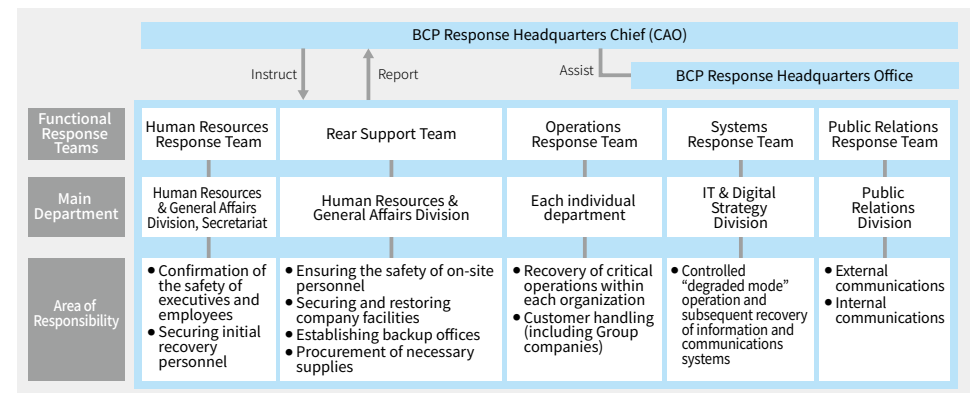 BCP Response Headquarters Chief (CAO)
Instruct
Report
Assist
BCP Response Headquarters Office
Functional
Response
Teams
Human Resources
Response Team
Rear Support Team
Operations
Response Team
Systems
Response Team
Public Relations
Response Team
Main
Department
Human Resources
& General Affairs
Division, Secretariat
Human Resources &
General Affairs Division
Each individual
department
IT & Digital
Strategy
Division
Public
Relations
Division
Area of
Responsibility
● Confirmation of
the safety of
executives and
employees
● Securing initial
recovery
personnel
● Ensuring the safety of on-site
personnel
● Securing and restoring
company facilities
● Establishing backup offices
● Procurement of necessary
supplies
● Recovery of critical
operations within
each organization
● Customer handling
(including Group
companies)
● Controlled
“degraded mode”
operation and
subsequent recovery
of information and
communications
systems
● External
communications
● Internal
communications